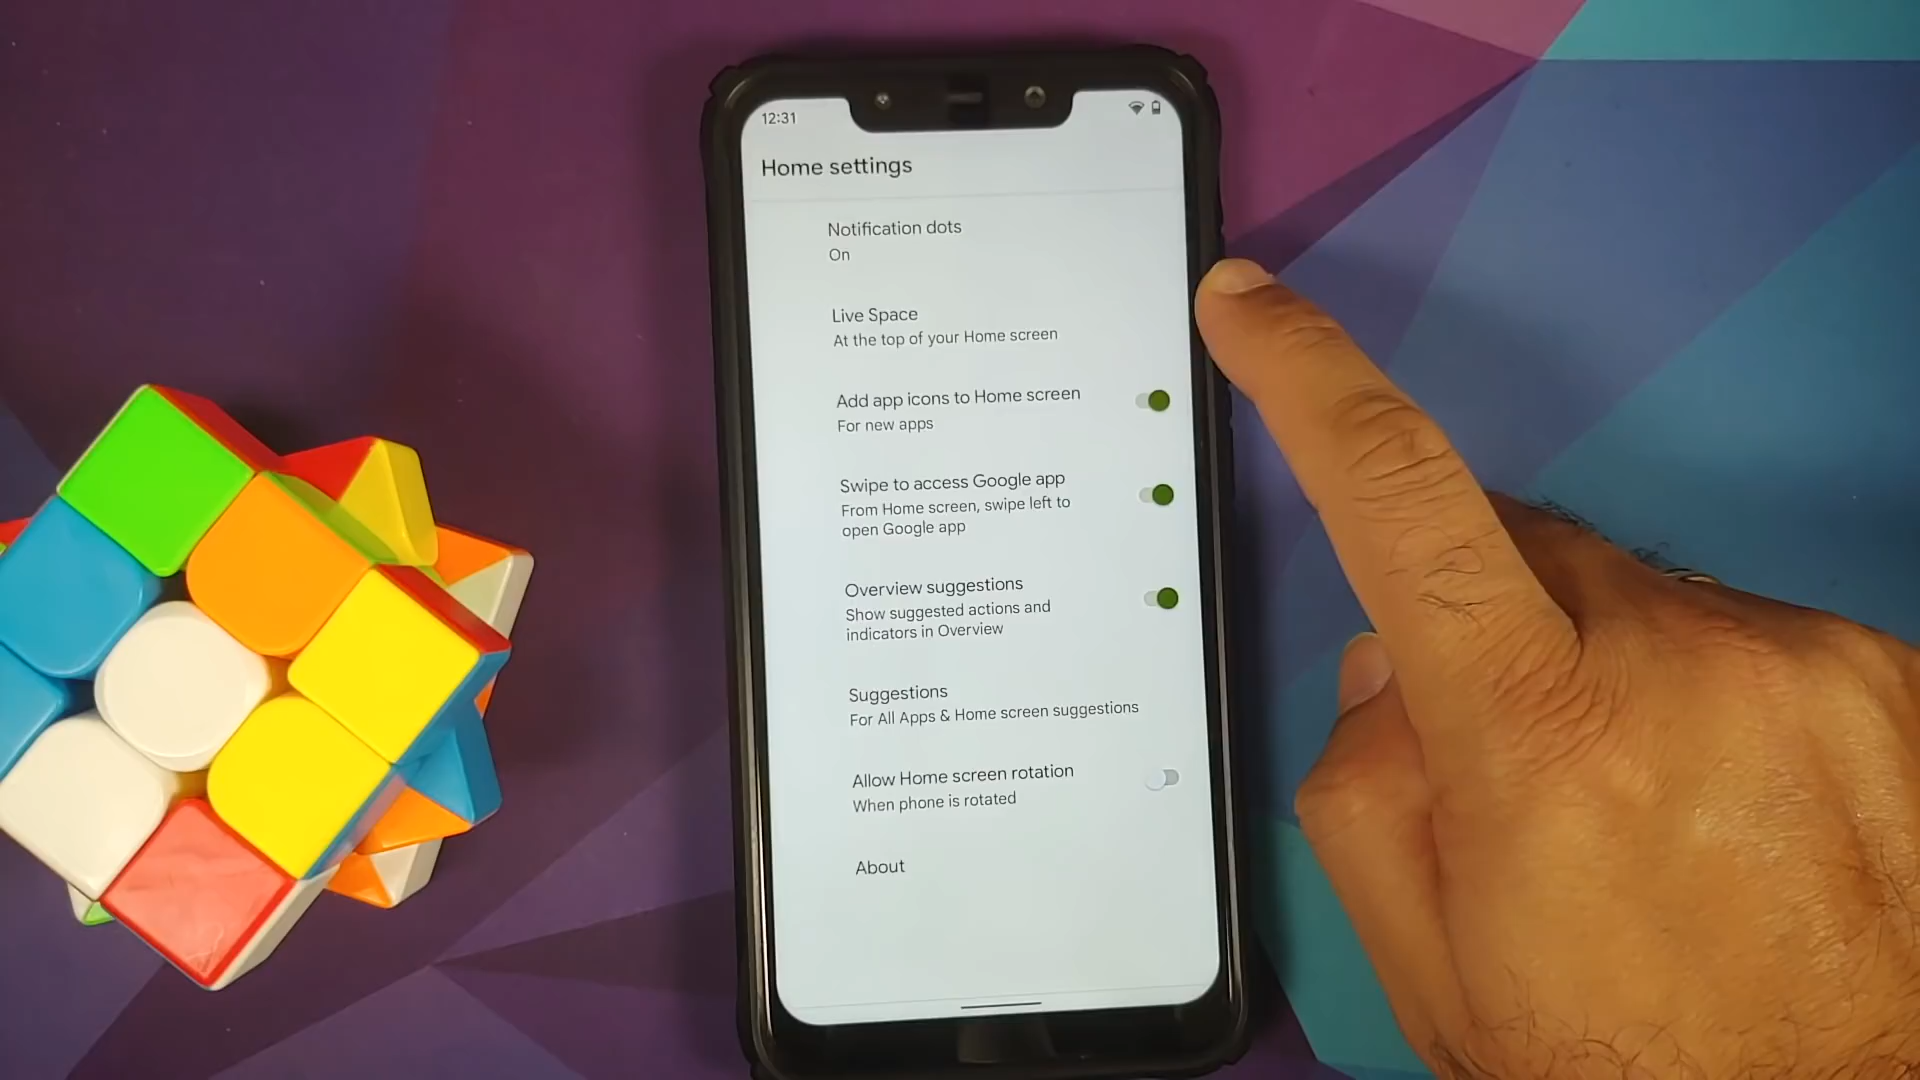 12:31
Home settings
Notification dots
On
Live Space
At the top of your Home screen
Add app icons to Home screen
For new apps
Swipe to access Google app
From Home screen, swipe left to
open Google app
Overview suggestions
Show suggested actions and
indicators in Overview
Suggestions
For All Apps & Home screen suggestions
Allow Home screen rotation
When phone is rotated
About